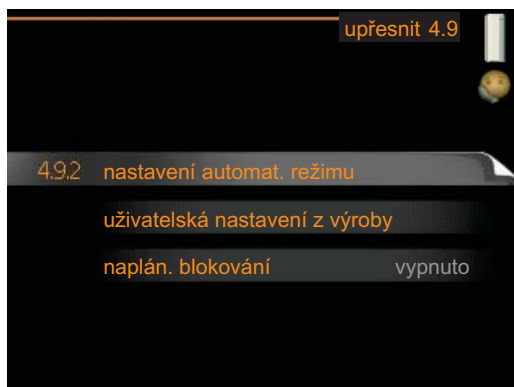 upřesnit 4.9
4.9.2 nastavení automat. režimu
uživatelská nastavení z výroby
naplán. blokování vypnuto